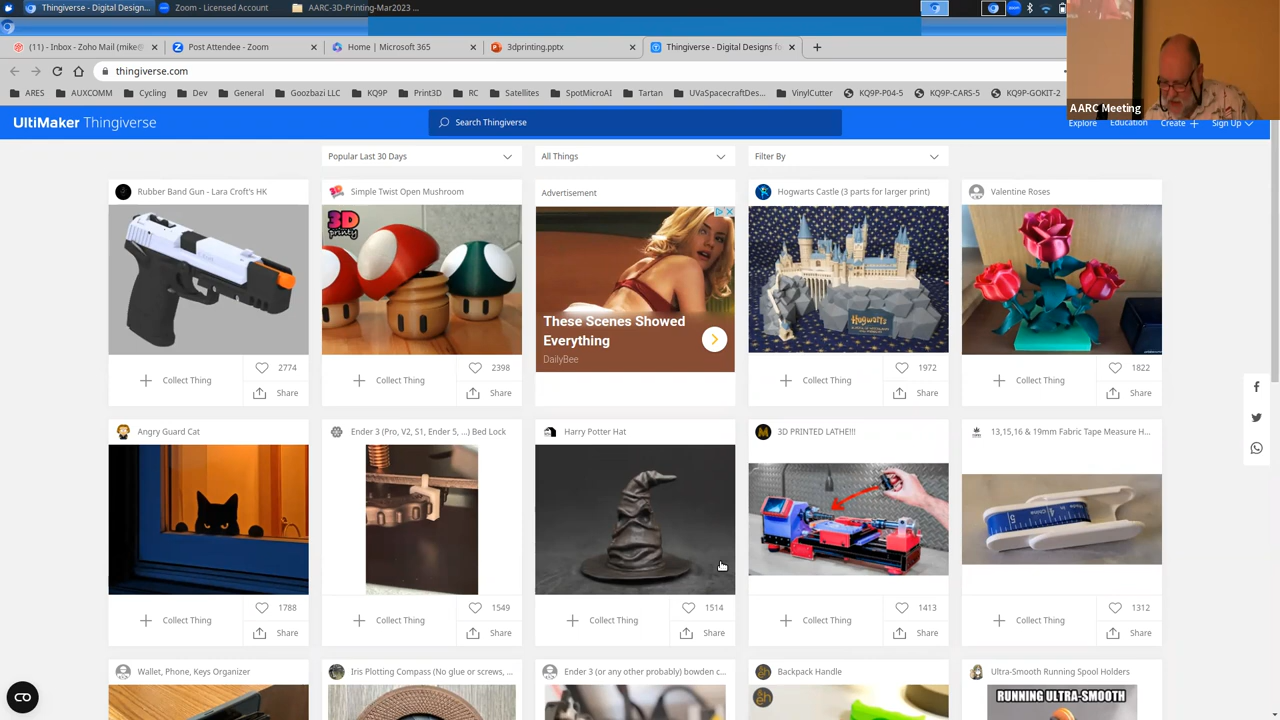 Thingiverse - Digital Design...
Zoom - Licensed Account
AARC-3D-Printing-Mar2023 ...
(11) - Inbox - Zoho Mail (mike@
Post Attendee - Zoom
Home | Microsoft 365
3dprinting.pptx
Thingiverse - Digital Designs fo
thingiverse.com
ARES
AUXCOMM
Cycling
Dev
General
Goozbazi LLC
KQ9P
Print3D
RC
Satellites
SpotMicroAI
Tartan
UVaSpacecraftDes...
VinylCutter
KQ9P-P04-5
KQ9P-CARS-5
KQ9P-GOKIT-2
AARC Meeting
UltiMaker Thingiverse
Search Thingiverse
Explore
Education
Create
Sign Up
Popular Last 30 Days
All Things
Filter By
Rubber Band Gun - Lara Croft's HK
Simple Twist Open Mushroom
Advertisement
Hogwarts Castle (3 parts for larger print)
Valentine Roses
3D
printy
These Scenes Showed
Everything
DailyBee
Hogwarts
Collect Thing
2774
Share
Collect Thing
2398
Share
Collect Thing
1972
Share
Collect Thing
1822
Share
Angry Guard Cat
Ender 3 (Pro, V2, S1, Ender 5, ...) Bed Lock
Harry Potter Hat
3D PRINTED LATHE!!!
13,15,16 & 19mm Fabric Tape Measure H...
Collect Thing
1788
Share
Collect Thing
1549
Share
Collect Thing
1514
Share
Collect Thing
1413
Share
Collect Thing
1312
Share
Wallet, Phone, Keys Organizer
Iris Plotting Compass (No glue or screws, ...
Ender 3 (or any other probably) bowden c...
Backpack Handle
Ultra-Smooth Running Spool Holders
RUNNING ULTRA-SMOOTH